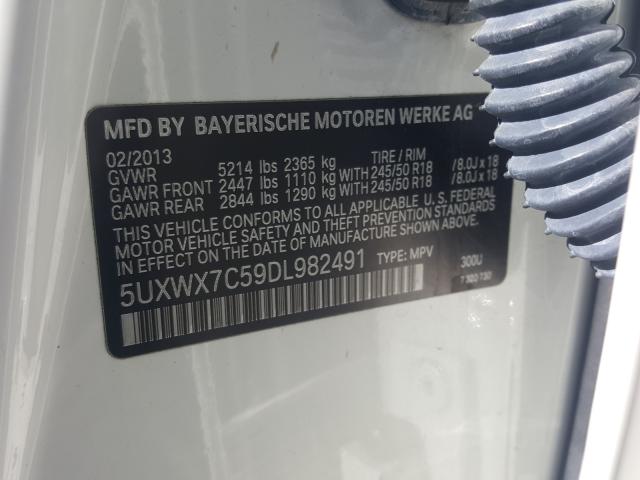 MFD BY BAYERISCHE MOTOREN WERKE AG
02/2013 TIRE / RIM
GVWR 5214 lbs 2365 kg
GAWR FRONT 2447 lbs 1110 kg WITH 245/50 R18 /8.0J x 18
GAWR REAR 2844 lbs 1290 kg WITH 245/50 R18 /8.0J x 18
THIS VEHICLE CONFORMS TO ALL APPLICABLE U.S. FEDERAL
MOTOR VEHICLE SAFETY AND THEFT PREVENTION STANDARDS
IN EFFECT ON THE DATE OF MANUFACTURE SHOWN ABOVE.
5UXWX7C59DL982491 TYPE: MPV 300U
7 320 730